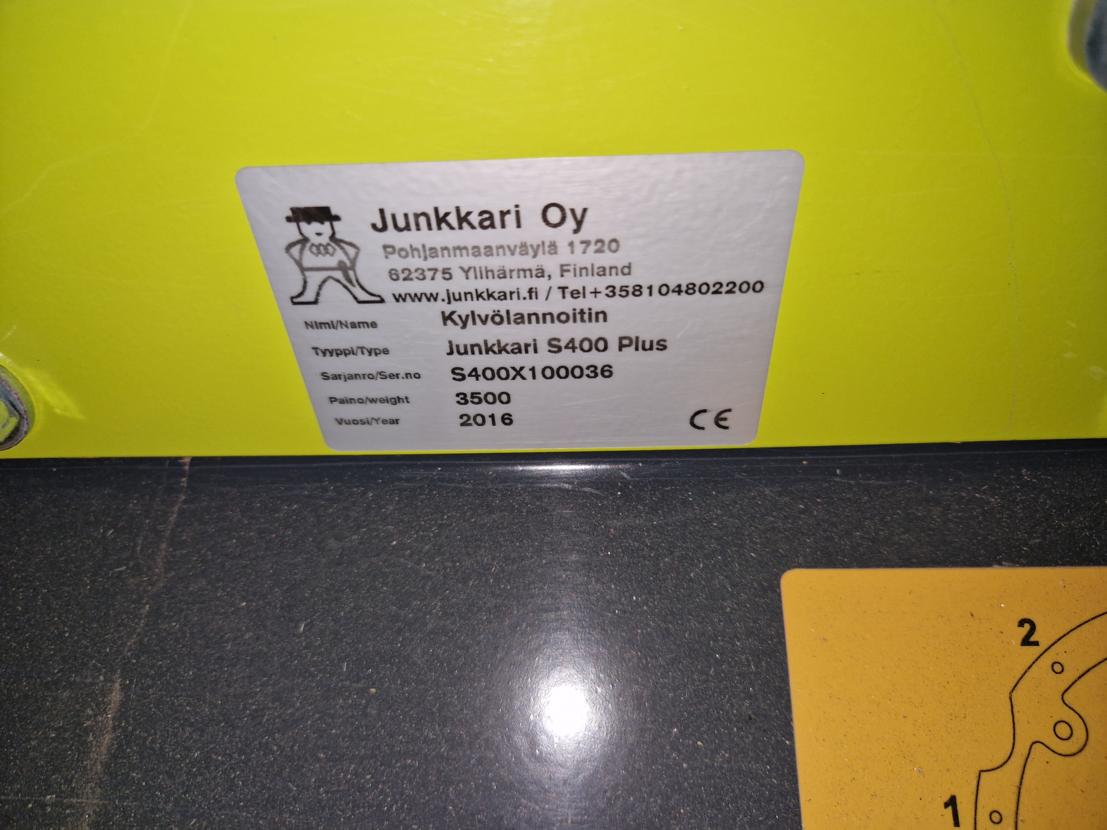 Junkkari Oy
Pohjanmaanväylä 1720
62375 Ylihärmä, Finland
www.junkkari.fi / Tel+358104802200
Nimi/Name Kylvölannoitin
Tyyppi/Type Junkkari S400 Plus
Sarjanro/Ser.no S400X100036
Paino/weight 3500
Vuosi/Year 2016
CE
2
1